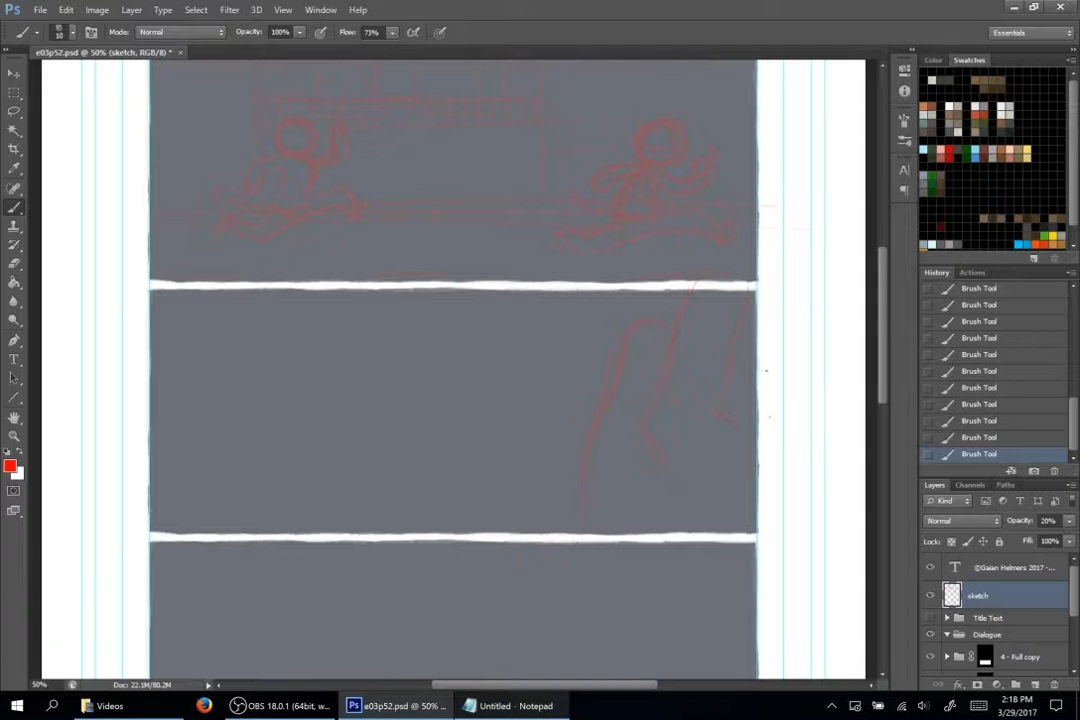 Ps File Edit Image Layer Type Select Filter 3D View Window Help
10 Mode: Normal Opacity: 100% Flow: 73% Essentials
e03p52.psd @ 50% (sketch, RGB/8) * ×
Color Swatches
History Actions
Brush Tool
Brush Tool
Brush Tool
Brush Tool
Brush Tool
Brush Tool
Brush Tool
Brush Tool
Brush Tool
Brush Tool
Brush Tool
Layers Channels Paths
Kind
Normal Opacity: 20%
Lock: Fill: 100%
©Gaian Helmers 2017 -...
sketch
Title Text
Dialogue
4 - Full copy
50% Doc: 22.1M/80.2M
Videos OBS 18.0.1 (64bit, w... e03p52.psd @ 50% ... Untitled - Notepad 2:18 PM
3/29/2017